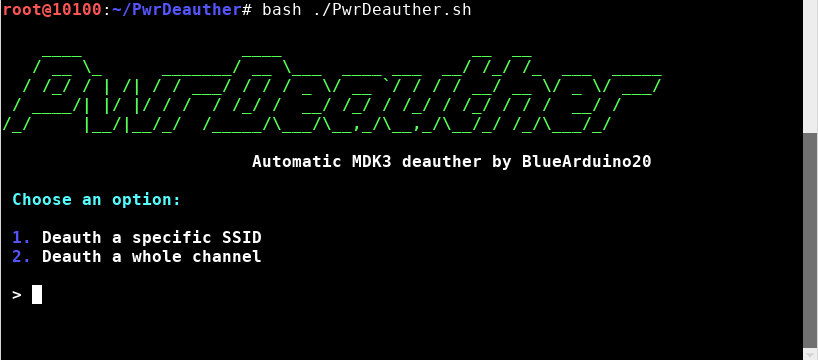 root@10100:~/PwrDeauther# bash ./PwrDeauther.sh
PwrDeauther
Automatic MDK3 deauther by BlueArduino20
Choose an option:
1. Deauth a specific SSID
2. Deauth a whole channel
>